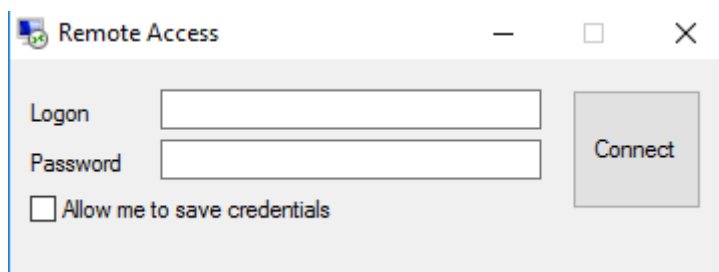 Remote Access
Logon
Password
Connect
Allow me to save credentials